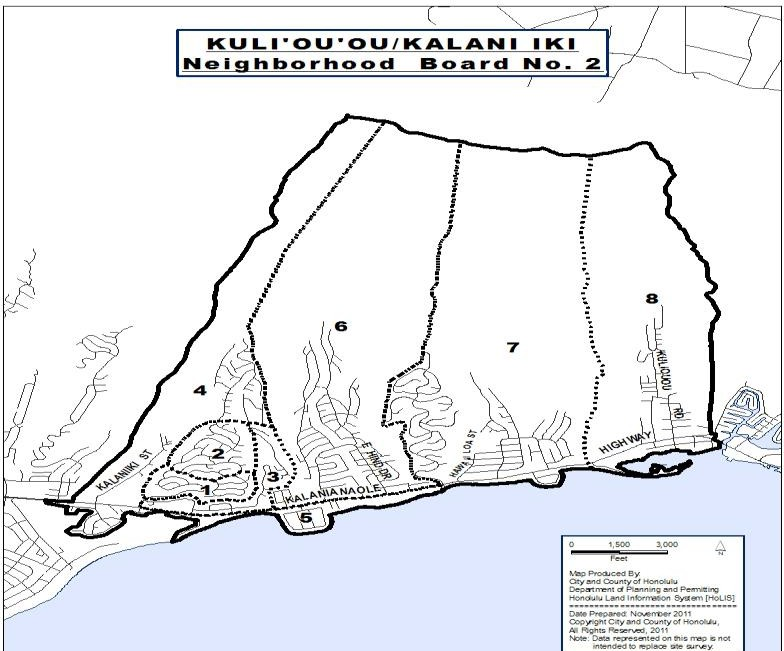 KULI'OU'OU/KALANI IKI
Neighborhood Board No. 2
8
6
7
4
KULIOUOU RD
HIGHWAY
E HIND DR
HAWAII LOA ST
KALANIIKI ST
2
3
1
KALANIANAOLE
5
0 1,500 3,000
Feet
N
Map Produced By:
City and County of Honolulu
Department of Planning and Permitting
Honolulu Land Information System [HoLIS]
================================
Date Prepared: November 2011
Copyright City and County of Honolulu,
All Rights Reserved, 2011
Note: Data represented on this map is not
intended to replace site survey.